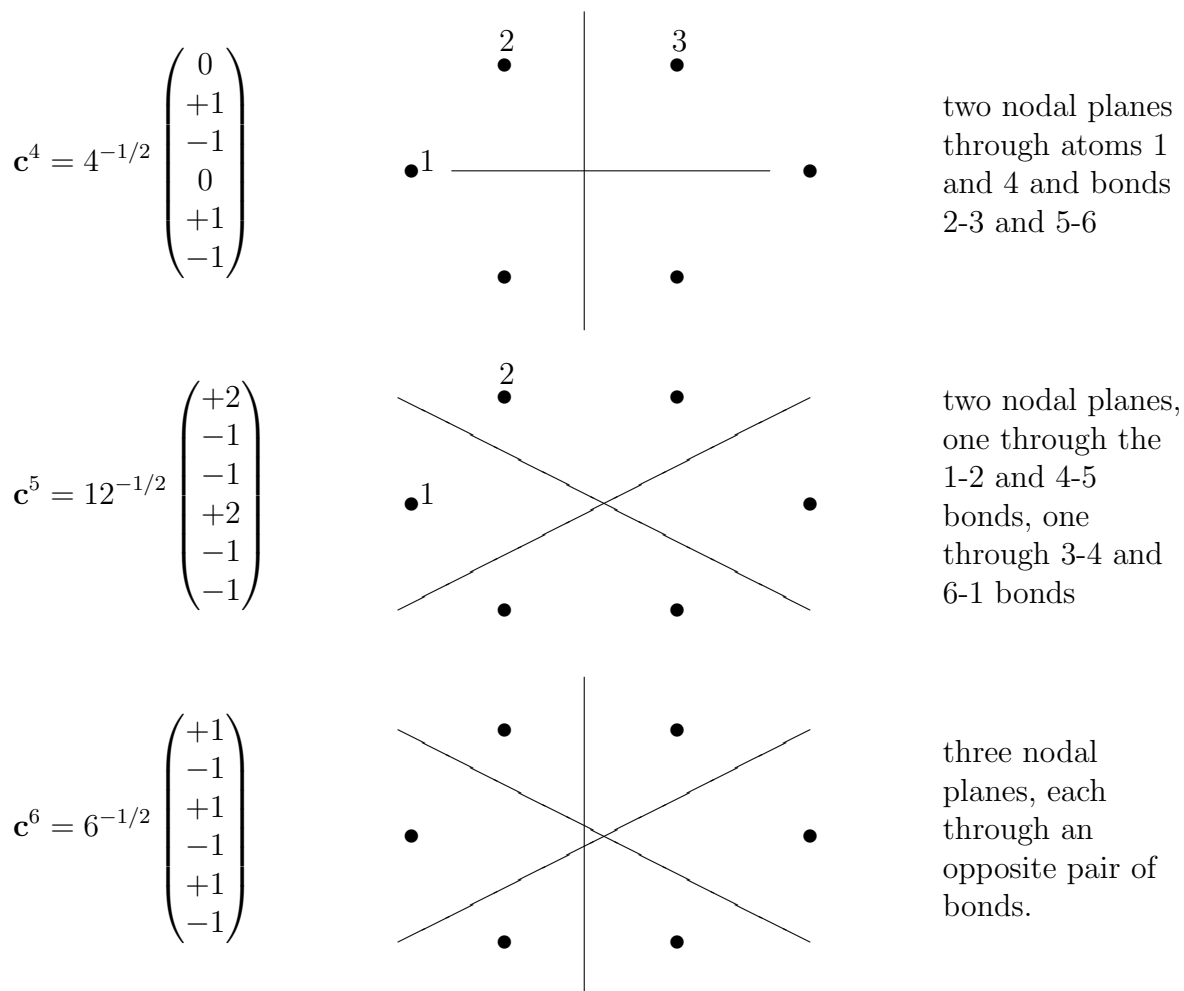 2 3
c⁴ = 4^{-1/2} (0 +1 −1 0 +1 −1)
1
two nodal planes
through atoms 1
and 4 and bonds
2-3 and 5-6
2
c⁵ = 12^{-1/2} (+2 −1 −1 +2 −1 −1)
1
two nodal planes,
one through the
1-2 and 4-5
bonds, one
through 3-4 and
6-1 bonds
c⁶ = 6^{-1/2} (+1 −1 +1 −1 +1 −1)
three nodal
planes, each
through an
opposite pair of
bonds.